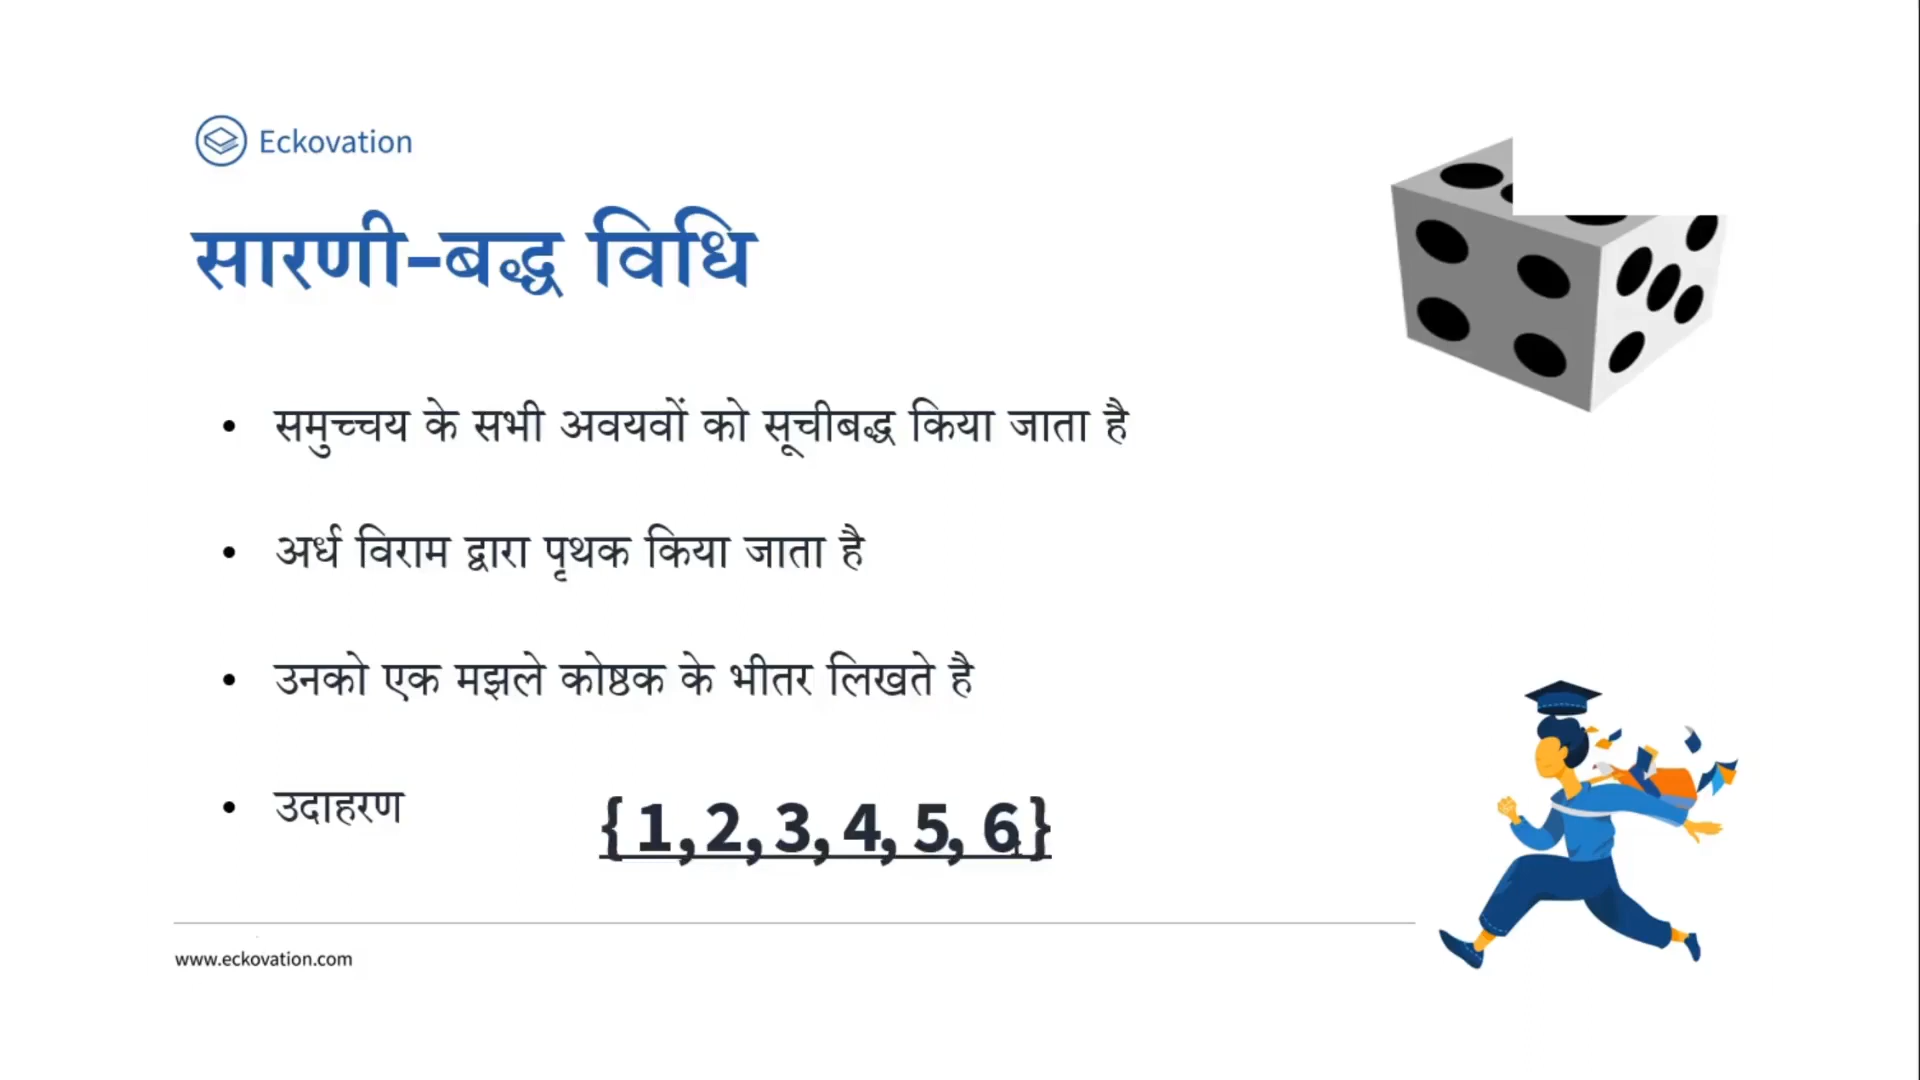 Eckovation
सारणी-बद्ध विधि
• समुच्चय के सभी अवयवों को सूचीबद्ध किया जाता है
• अर्ध विराम द्वारा पृथक किया जाता है
• उनको एक मझले कोष्ठक के भीतर लिखते है
• उदाहरण {1, 2, 3, 4, 5, 6}
www.eckovation.com